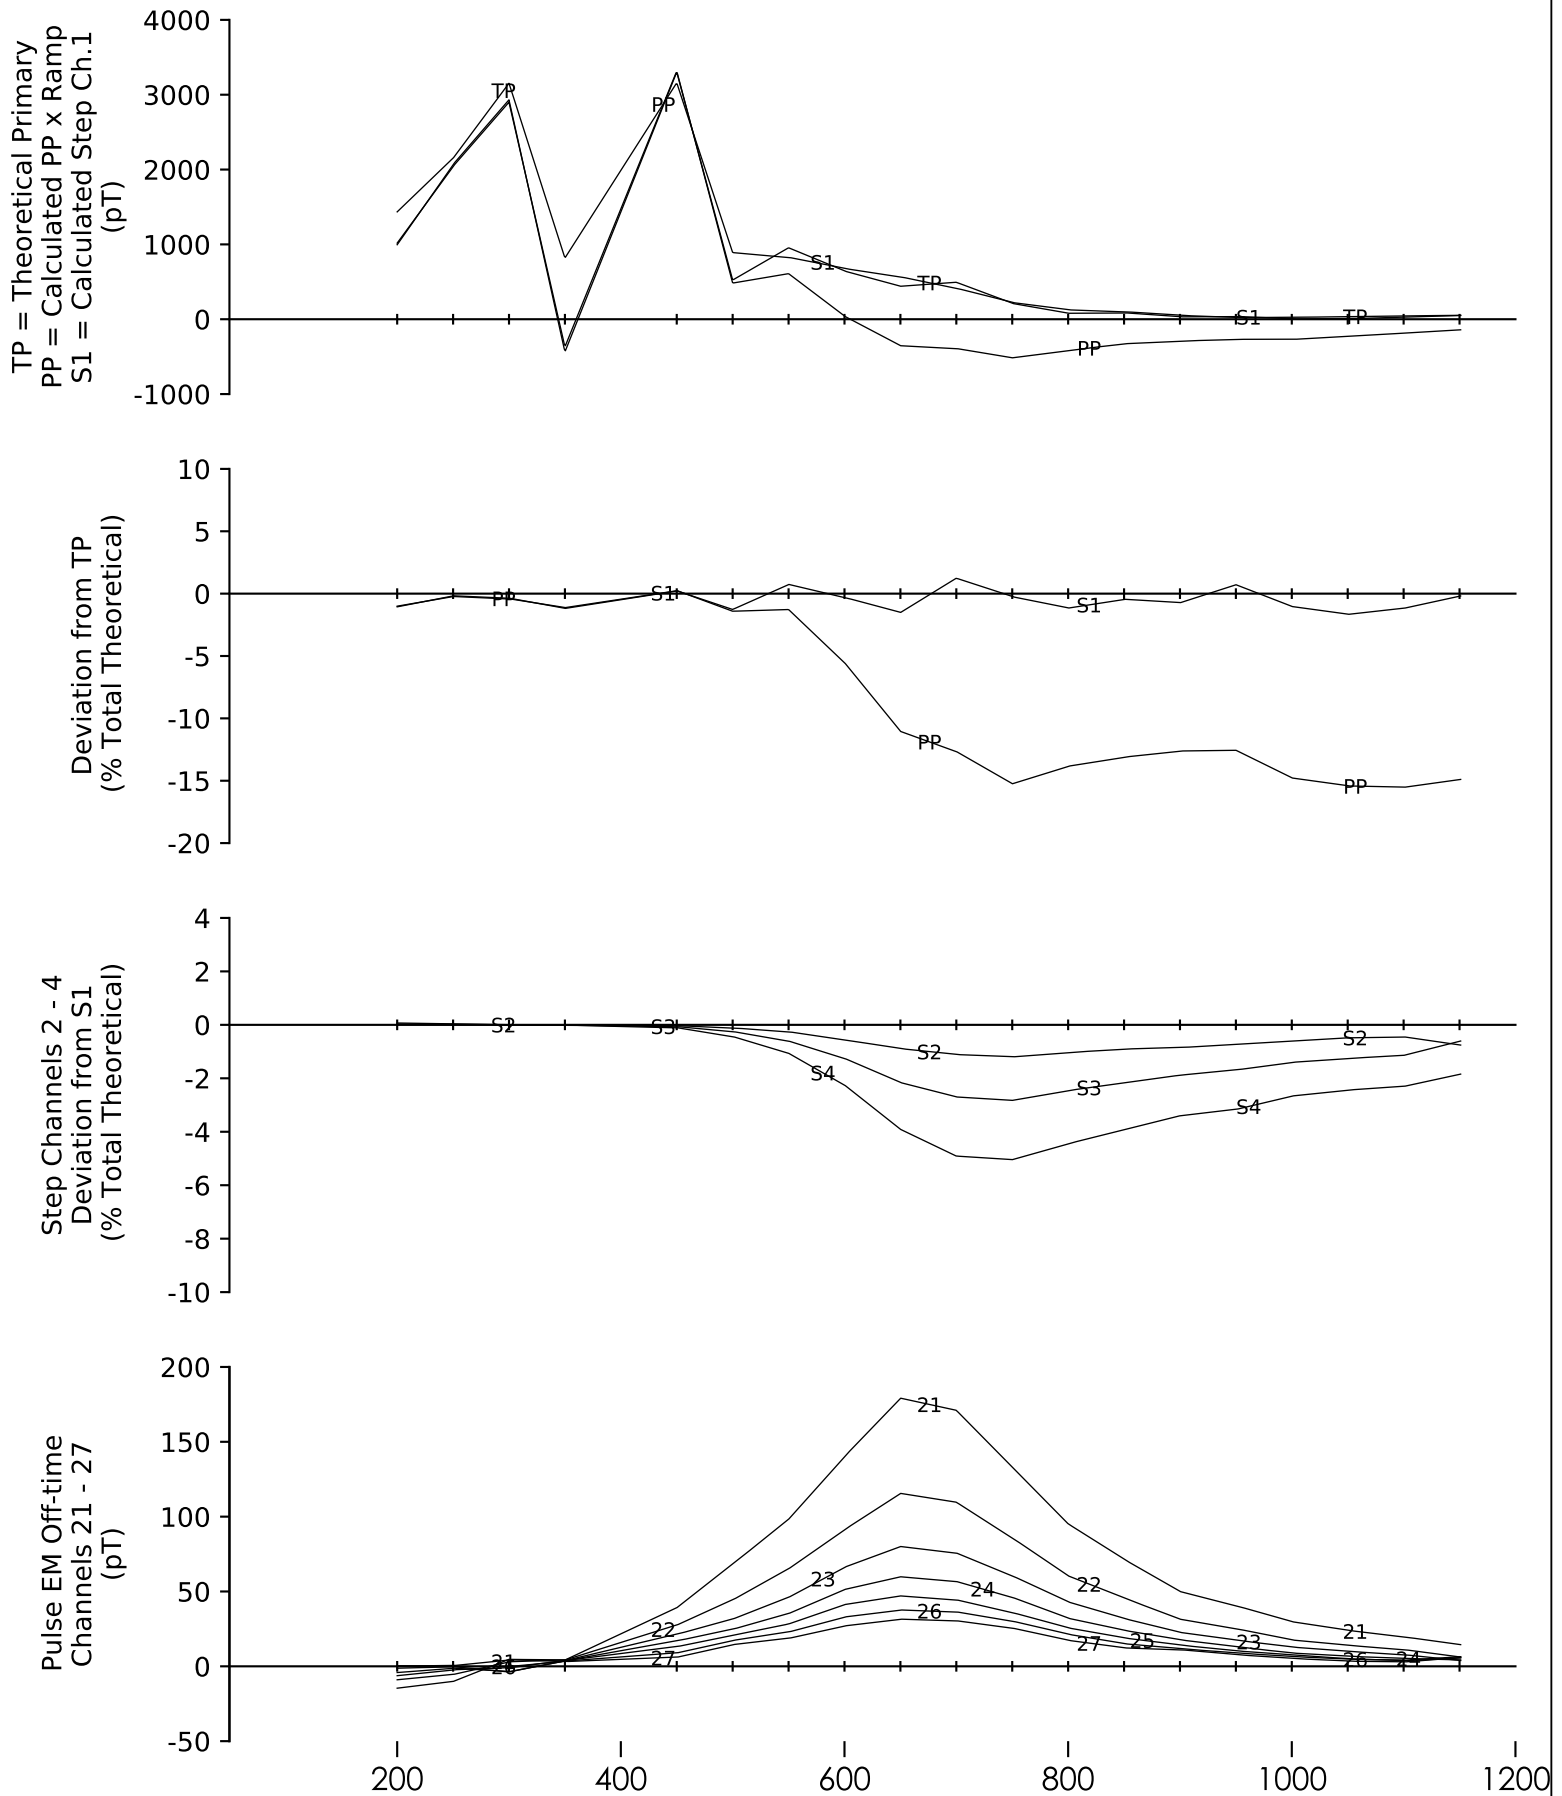 TP = Theoretical Primary
PP = Calculated PP x Ramp
S1 = Calculated Step Ch.1
(pT)
4000
3000
2000
1000
0
-1000
TP
PP
S1
TP
PP
S1
TP
Deviation from TP
(% Total Theoretical)
10
5
0
-5
-10
-15
-20
PP
S1
PP
S1
PP
Step Channels 2 - 4
Deviation from S1
(% Total Theoretical)
4
2
0
-2
-4
-6
-8
-10
S2
S3
S4
S2
S3
S4
S2
Pulse EM Off-time
Channels 21 - 27
(pT)
200
150
100
50
0
-50
21
26
22
27
23
21
26
24
22
27
25
23
21
26
24
200
400
600
800
1000
1200